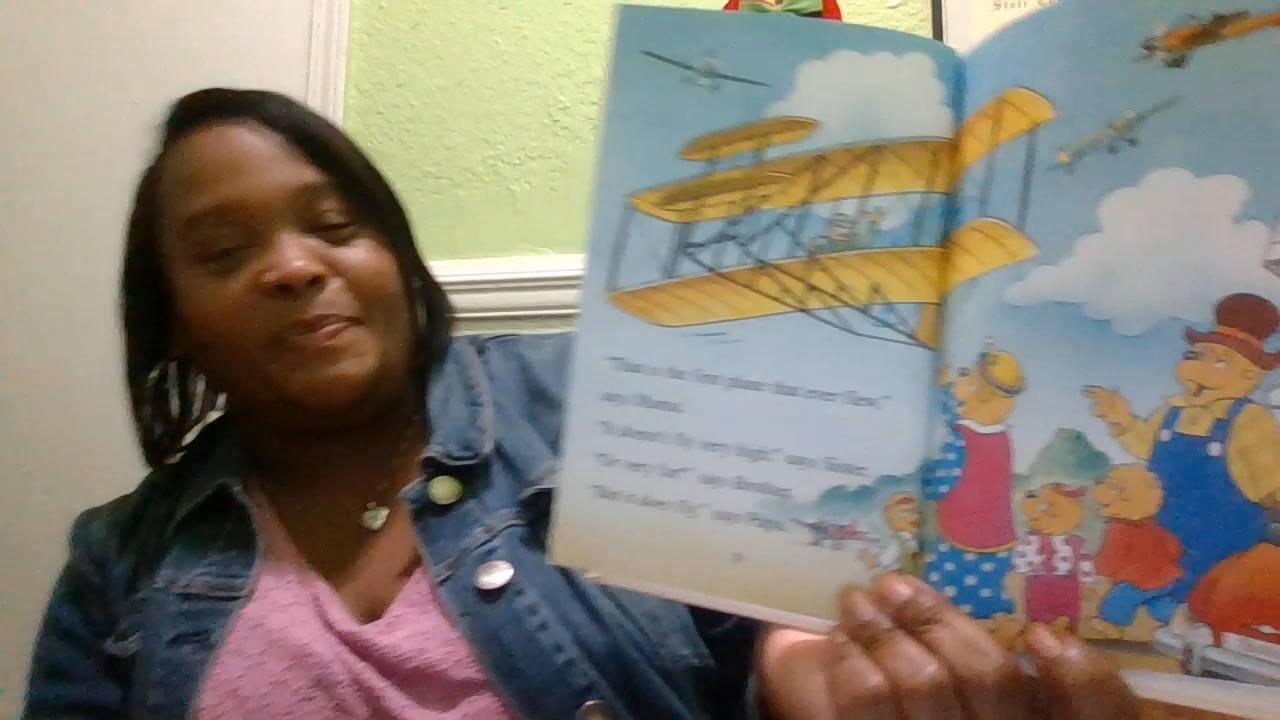 State
"That is the first plane that ever flew,"
says Mama.
"It doesn't fly very high," says Sister.
"Or very far," says Brother.
"But it does fly," says Papa.